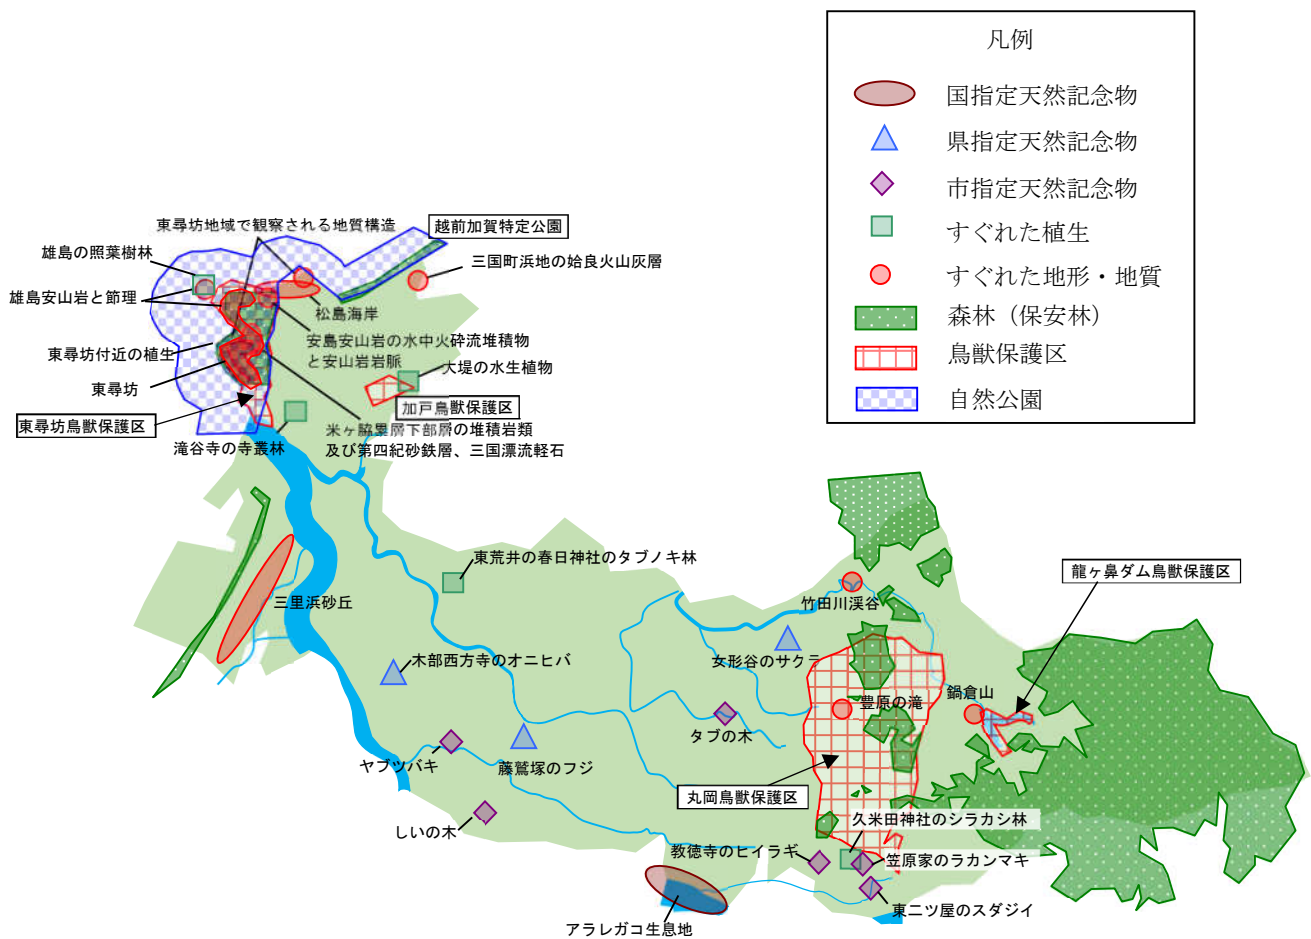 凡例
国指定天然記念物
県指定天然記念物
市指定天然記念物
すぐれた植生
すぐれた地形・地質
森林（保安林）
鳥獣保護区
自然公園
東尋坊地域で観察される地質構造
越前加賀特定公園
雄島の照葉樹林
三国町浜地の姶良火山灰層
雄島安山岩と節理
松島海岸
安島安山岩の水中火砕流堆積物
と安山岩岩脈
東尋坊付近の植生
大堤の水生植物
東尋坊
加戸鳥獣保護区
東尋坊鳥獣保護区
米ヶ脇累層下部層の堆積岩類
及び第四紀砂鉄層、三国漂流軽石
滝谷寺の寺叢林
東荒井の春日神社のタブノキ林
龍ヶ鼻ダム鳥獣保護区
三里浜砂丘
竹田川渓谷
木部西方寺のオニヒバ
女形谷のサクラ
鍋倉山
豊原の滝
タブの木
ヤブツバキ
藤鷲塚のフジ
丸岡鳥獣保護区
久米田神社のシラカシ林
しいの木
教徳寺のヒイラギ
笠原家のラカンマキ
東二ツ屋のスダジイ
アラレガコ生息地